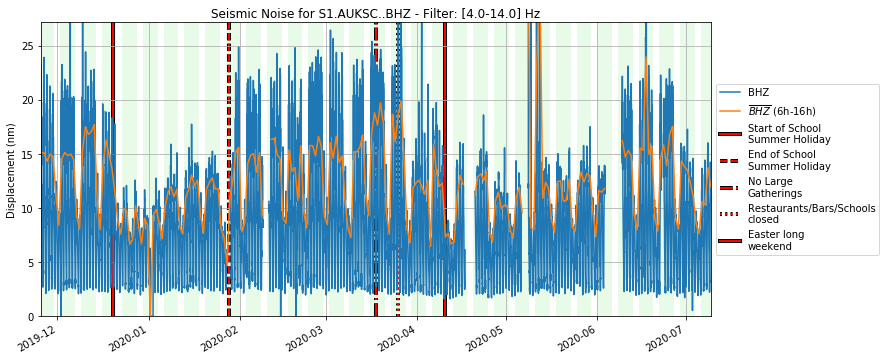 Seismic Noise for S1.AUKSC..BHZ - Filter: [4.0-14.0] Hz
Displacement (nm)
25
20
15
10
5
0
2019-12
2020-01
2020-02
2020-03
2020-04
2020-05
2020-06
2020-07
BHZ
BHZ (6h-16h)
Start of School
Summer Holiday
End of School
Summer Holiday
No Large
Gatherings
Restaurants/Bars/Schools
closed
Easter long
weekend